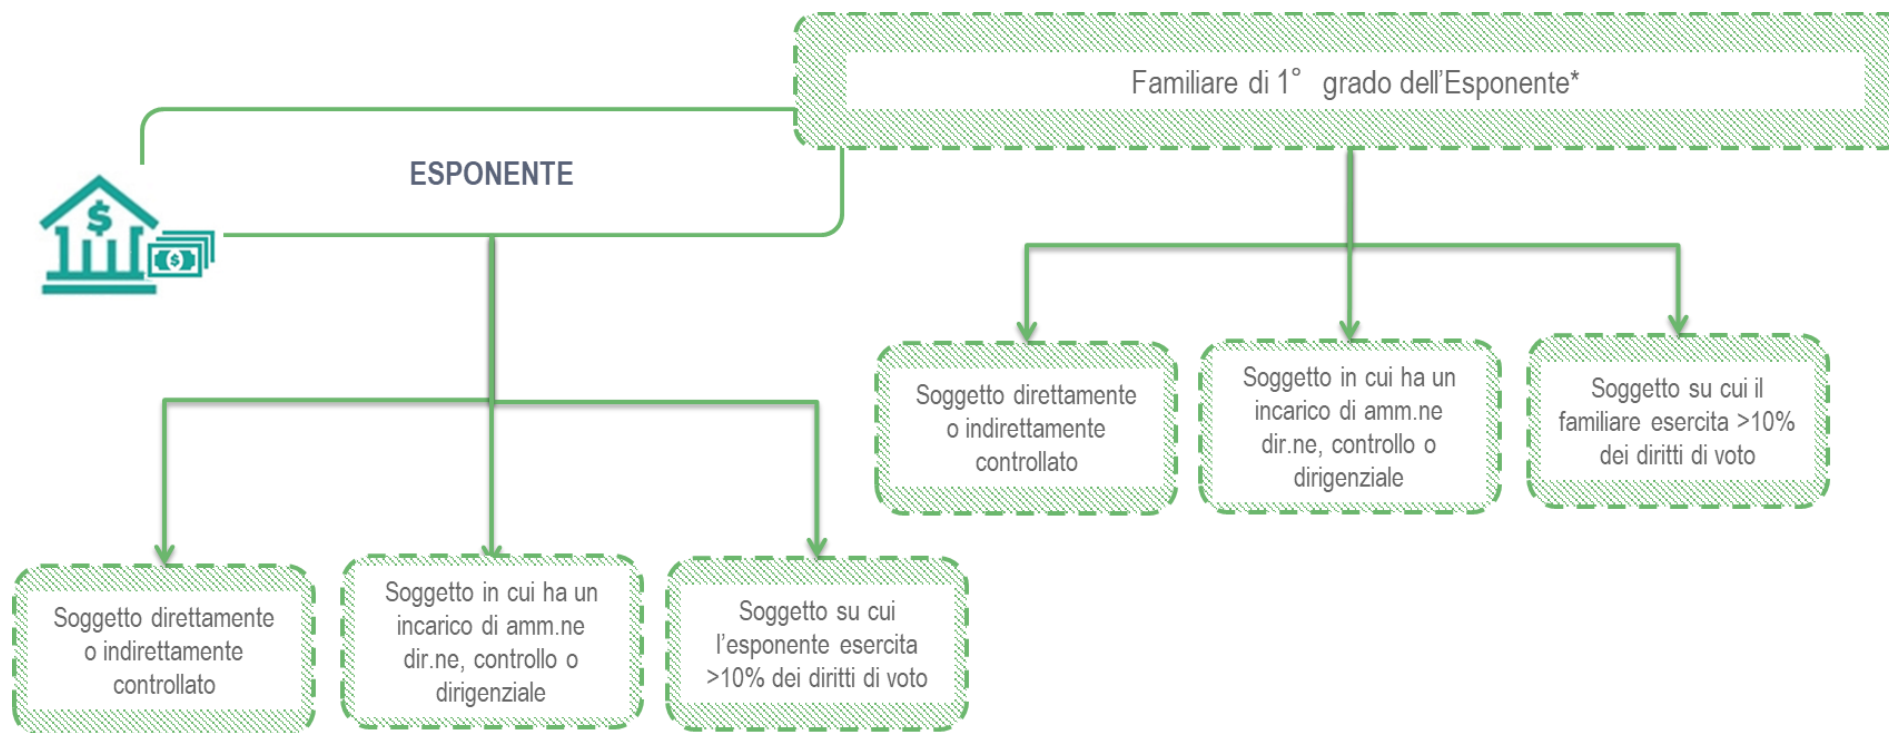 Familiare di 1° grado dell'Esponente*
ESPONENTE
$
$
Soggetto direttamente
o indirettamente
controllato
Soggetto in cui ha un
incarico di amm.ne
dir.ne, controllo o
dirigenziale
Soggetto su cui il
familiare esercita >10%
dei diritti di voto
Soggetto direttamente
o indirettamente
controllato
Soggetto in cui ha un
incarico di amm.ne
dir.ne, controllo o
dirigenziale
Soggetto su cui
l'esponente esercita
>10% dei diritti di voto